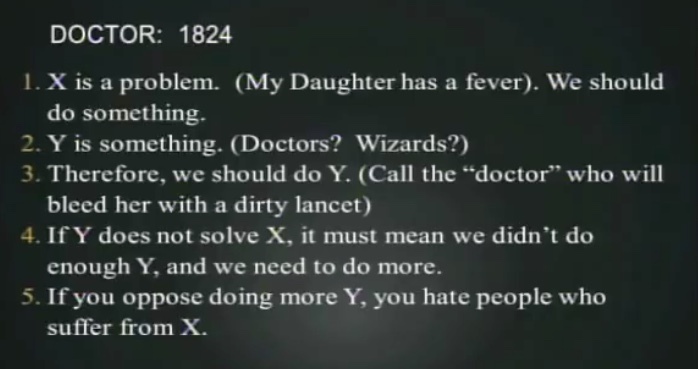 DOCTOR: 1824
1. X is a problem. (My Daughter has a fever). We should
do something.
2. Y is something. (Doctors? Wizards?)
3. Therefore, we should do Y. (Call the “doctor” who will
bleed her with a dirty lancet)
4. If Y does not solve X, it must mean we didn’t do
enough Y, and we need to do more.
5. If you oppose doing more Y, you hate people who
suffer from X.